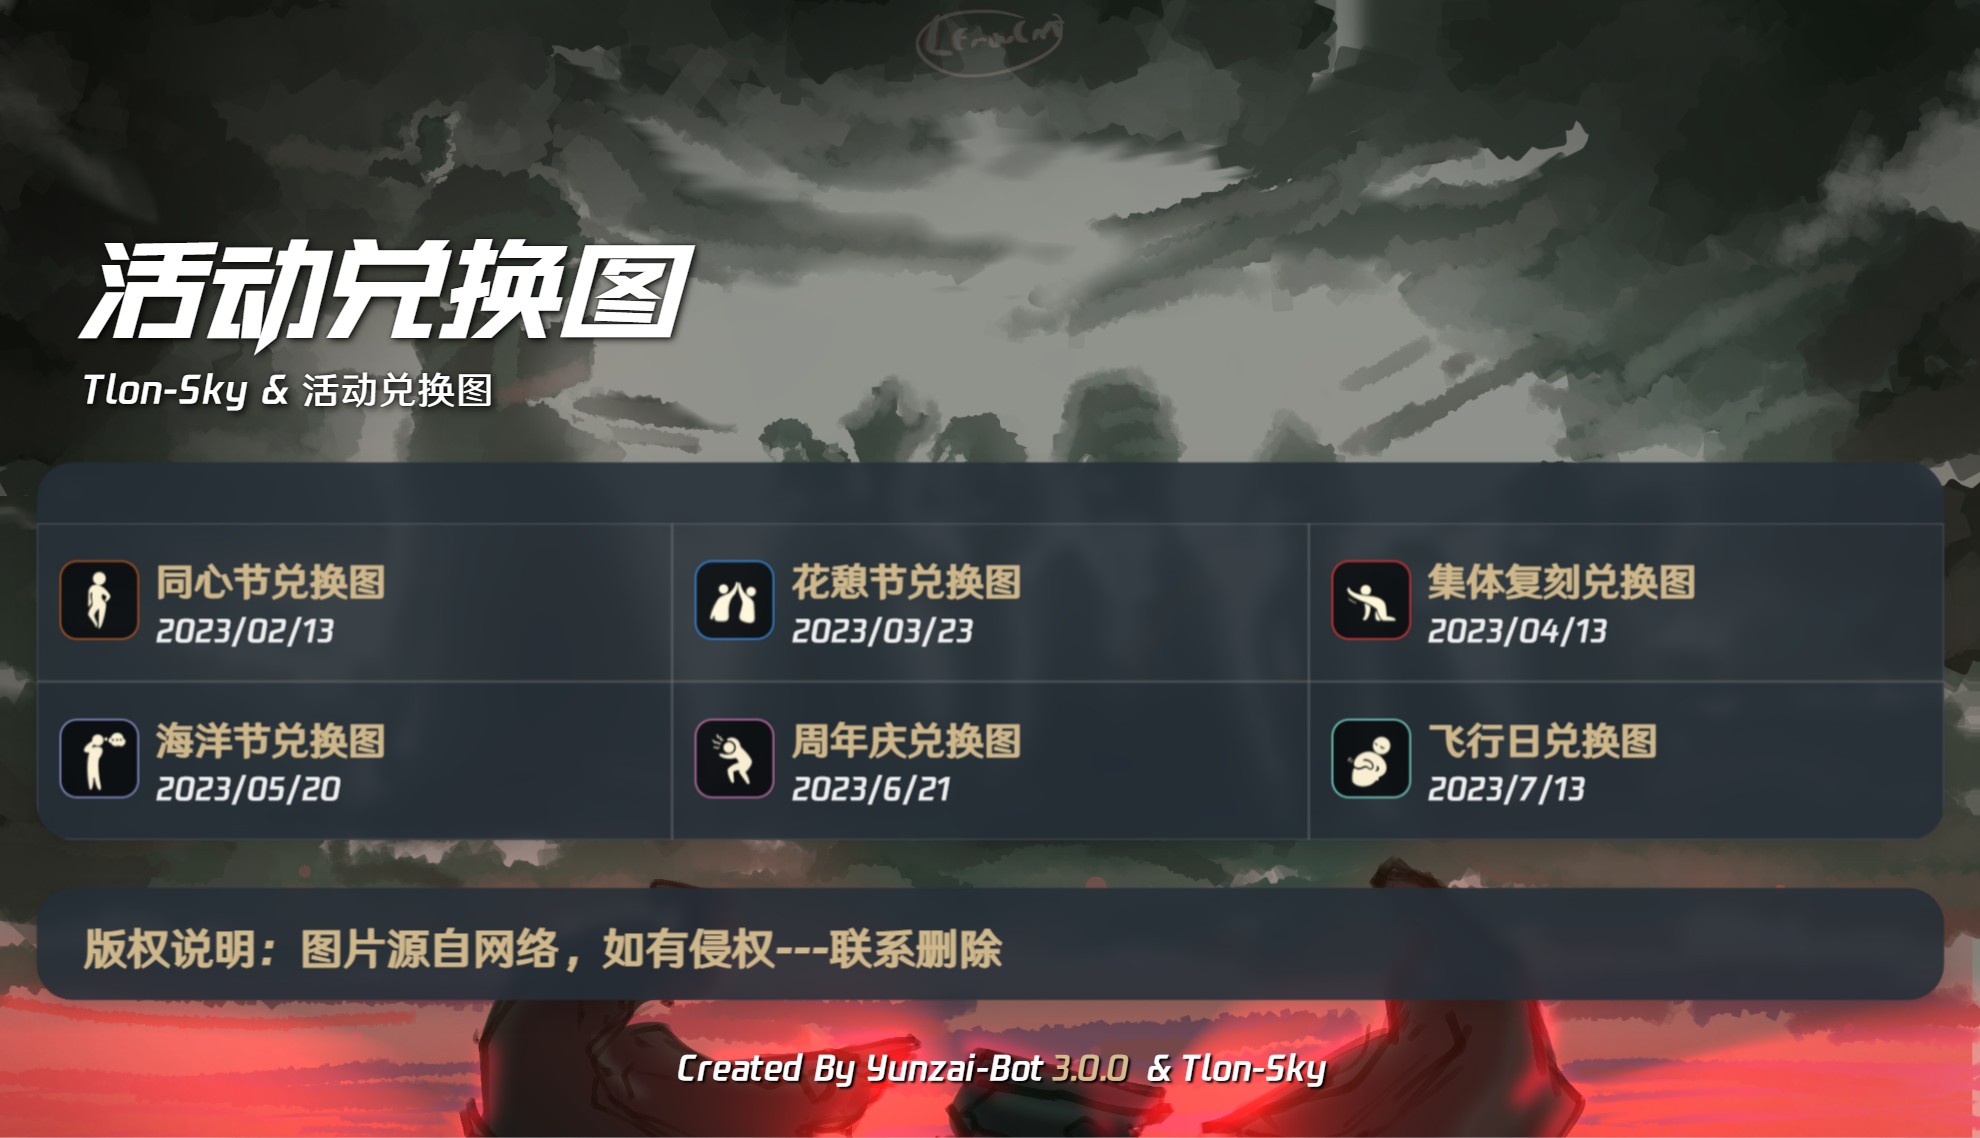 活动兑换图
Tlon-Sky & 活动兑换图
同心节兑换图
2023/02/13
花憩节兑换图
2023/03/23
集体复刻兑换图
2023/04/13
海洋节兑换图
2023/05/20
周年庆兑换图
2023/6/21
飞行日兑换图
2023/7/13
版权说明：图片源自网络，如有侵权---联系删除
Created By Yunzai-Bot 3.0.0 & Tlon-Sky